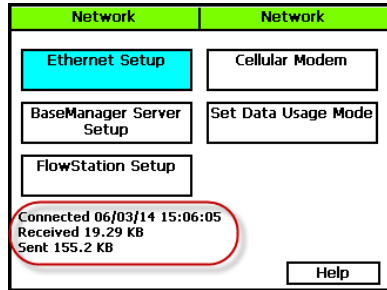 Network Network
Ethernet Setup Cellular Modem
BaseManager Server Setup Set Data Usage Mode
FlowStation Setup
Connected 06/03/14 15:06:05
Received 19.29 KB
Sent 155.2 KB
Help